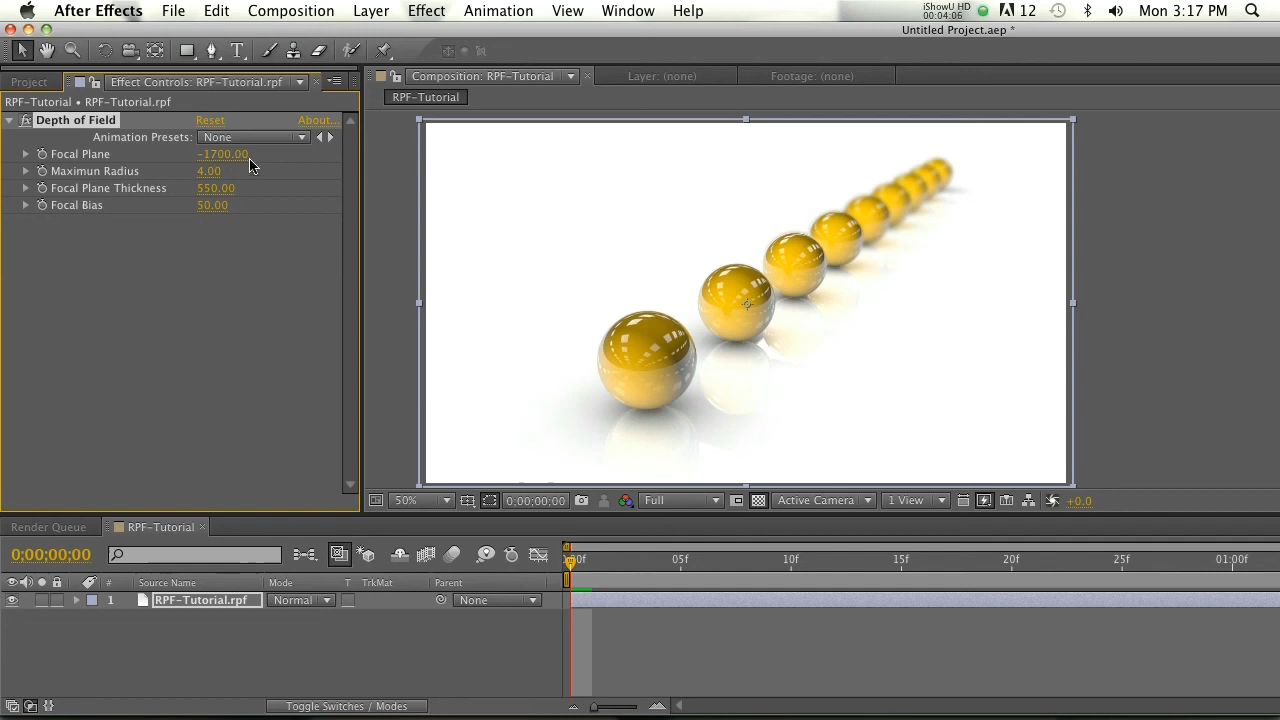 After Effects File Edit Composition Layer Effect Animation View Window Help iShowU HD 00:04:06 12 Mon 3:17 PM
Untitled Project.aep *
Project Effect Controls: RPF-Tutorial.rpf Composition: RPF-Tutorial Layer: (none) Footage: (none)
RPF-Tutorial • RPF-Tutorial.rpf RPF-Tutorial
fx Depth of Field Reset About...
Animation Presets: None
Focal Plane -1700.00
Maximun Radius 4.00
Focal Plane Thickness 550.00
Focal Bias 50.00
50% 0;00;00;00 Full Active Camera 1 View +0.0
Render Queue RPF-Tutorial
0;00;00;00 00f 05f 10f 15f 20f 25f 01:00f
# Source Name Mode T TrkMat Parent
1 RPF-Tutorial.rpf Normal None
Toggle Switches / Modes